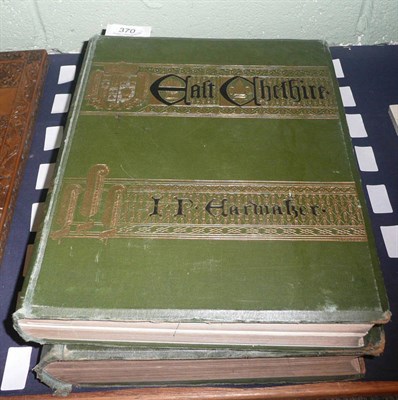 370
East Cheshire.
I. P. Earwaker.